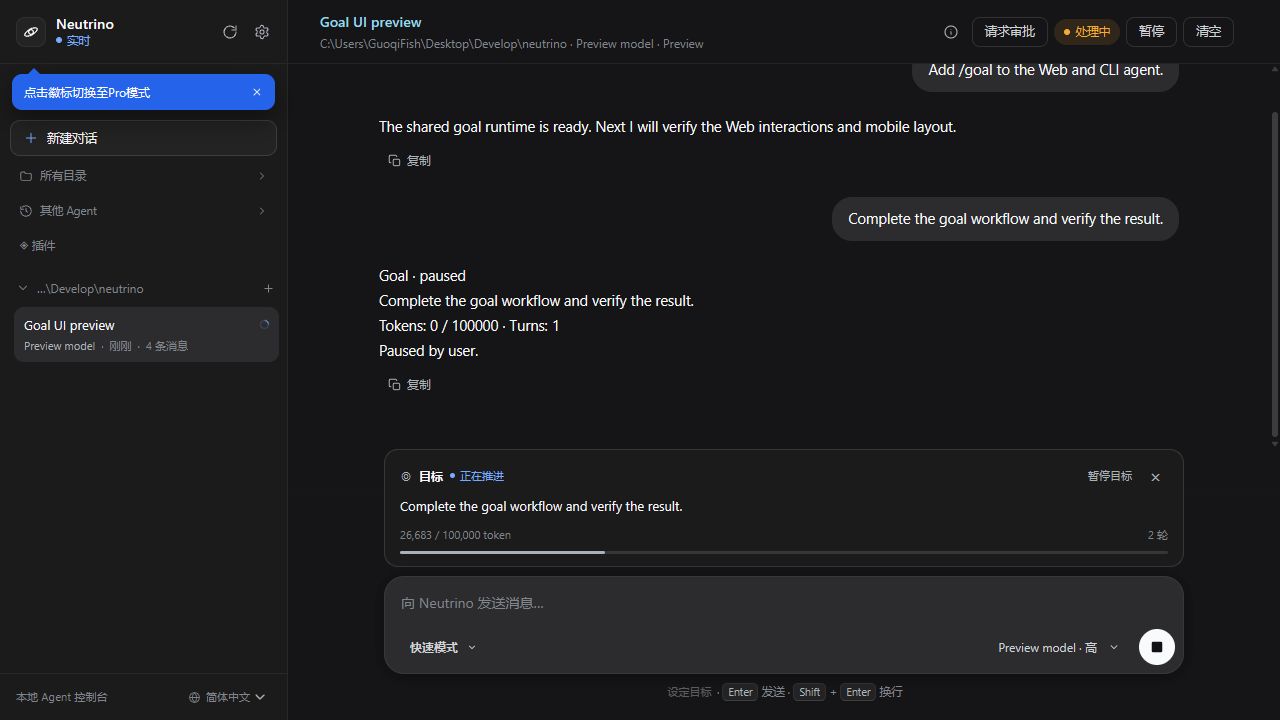 Neutrino
实时
点击徽标切换至Pro模式
新建对话
所有目录
其他 Agent
插件
...\Develop\neutrino
Goal UI preview
Preview model · 刚刚 · 4 条消息
本地 Agent 控制台
简体中文
Goal UI preview
C:\Users\GuoqiFish\Desktop\Develop\neutrino · Preview model · Preview
请求审批
处理中
暂停
清空
Add /goal to the Web and CLI agent.
The shared goal runtime is ready. Next I will verify the Web interactions and mobile layout.
复制
Complete the goal workflow and verify the result.
Goal · paused
Complete the goal workflow and verify the result.
Tokens: 0 / 100000 · Turns: 1
Paused by user.
复制
目标 正在推进
暂停目标
Complete the goal workflow and verify the result.
26,683 / 100,000 token
2 轮
向 Neutrino 发送消息...
快速模式
Preview model · 高
设定目标 · Enter 发送 · Shift + Enter 换行